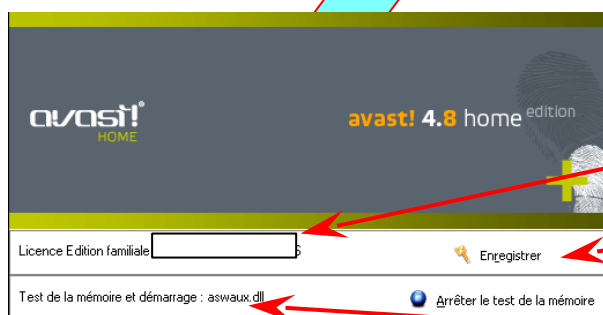 avast!®
HOME
avast! 4.8 home edition
Licence Edition familiale
Enregistrer
Test de la mémoire et démarrage : aswaux.dll
Arrêter le test de la mémoire